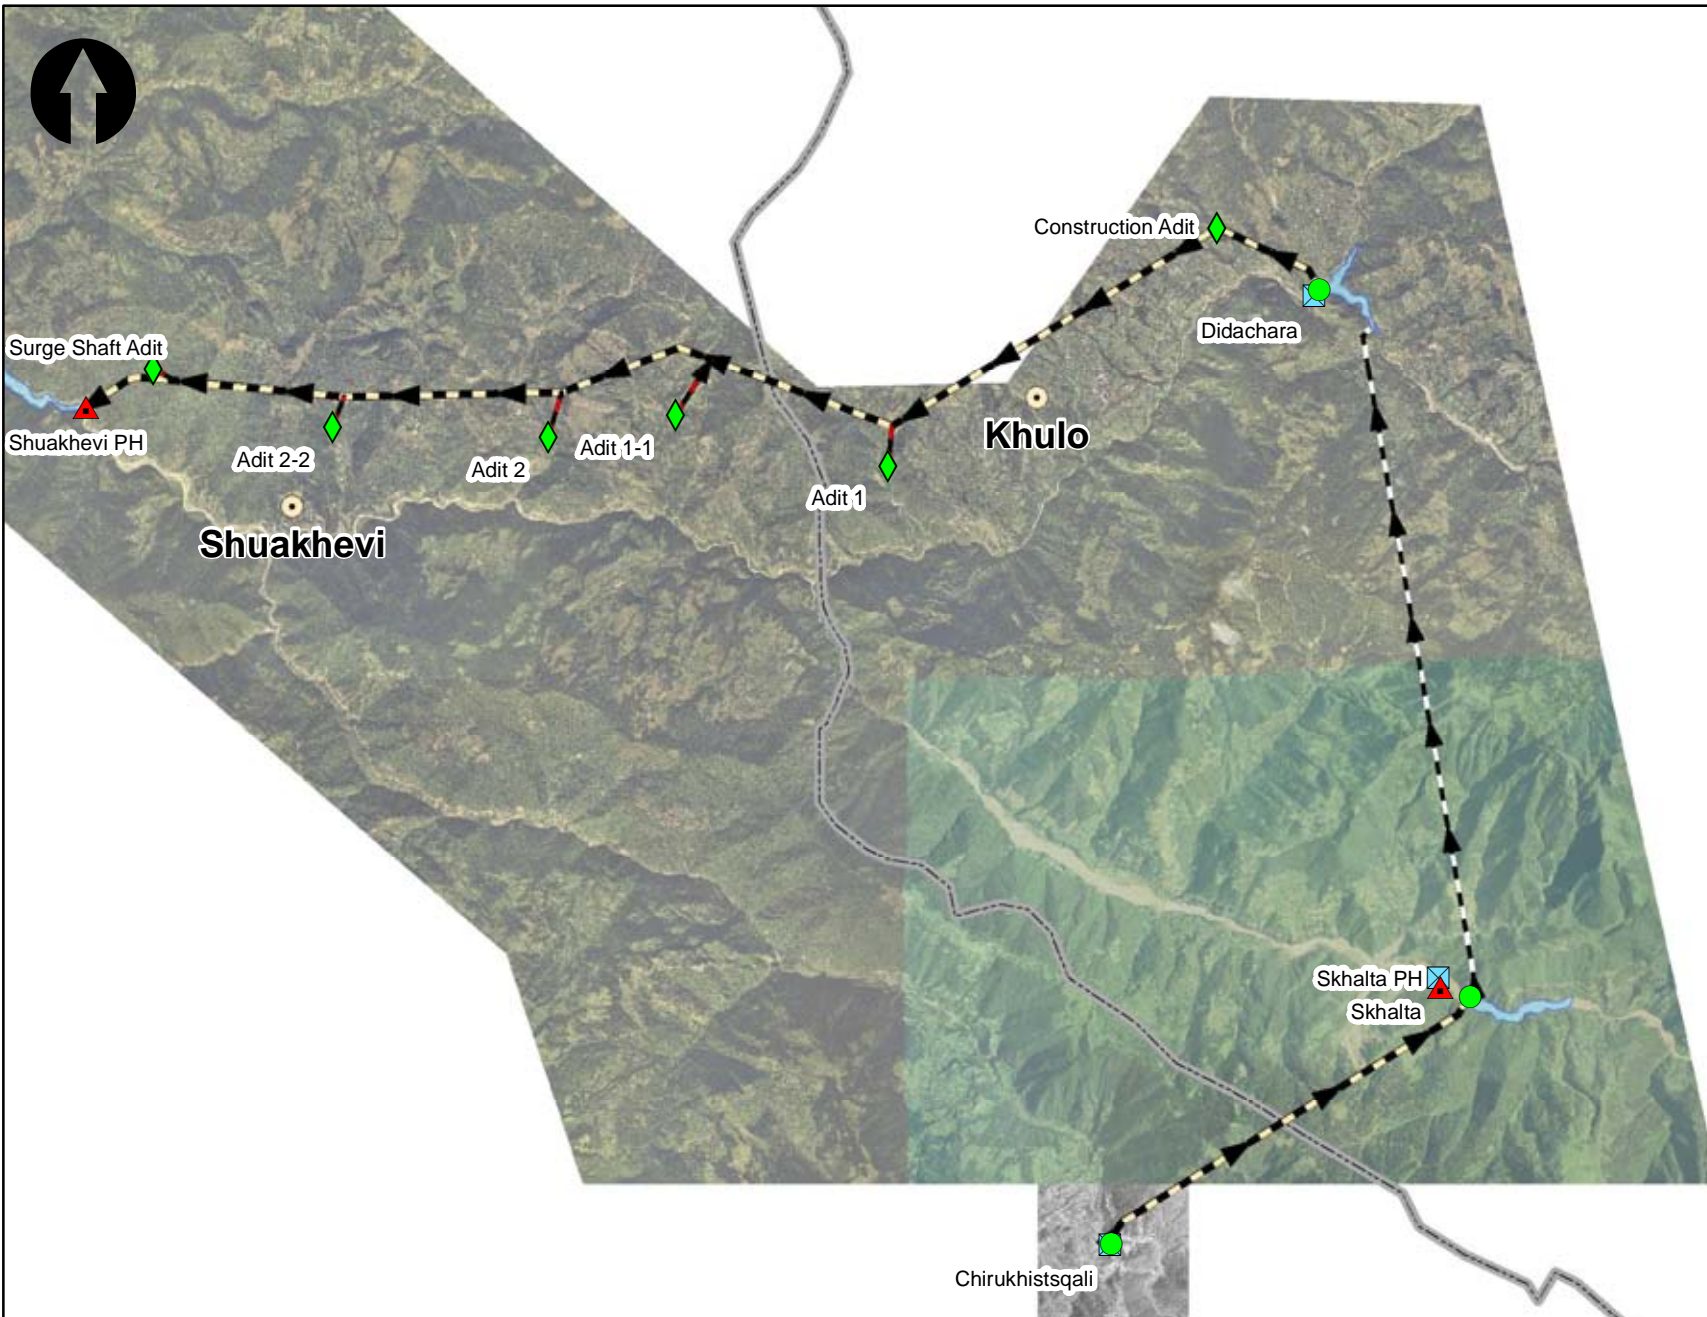 Construction Adit
Didachara
Surge Shaft Adit
Shuakhevi PH
Adit 2-2
Adit 2
Adit 1-1
Adit 1
Khulo
Shuakhevi
Skhalta PH
Skhalta
Chirukhistsqali